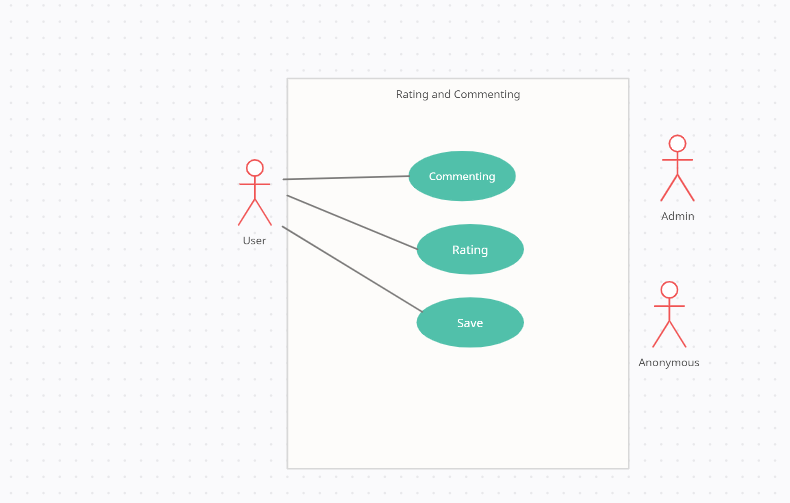 Rating and Commenting
Commenting
User
Rating
Save
Admin
Anonymous